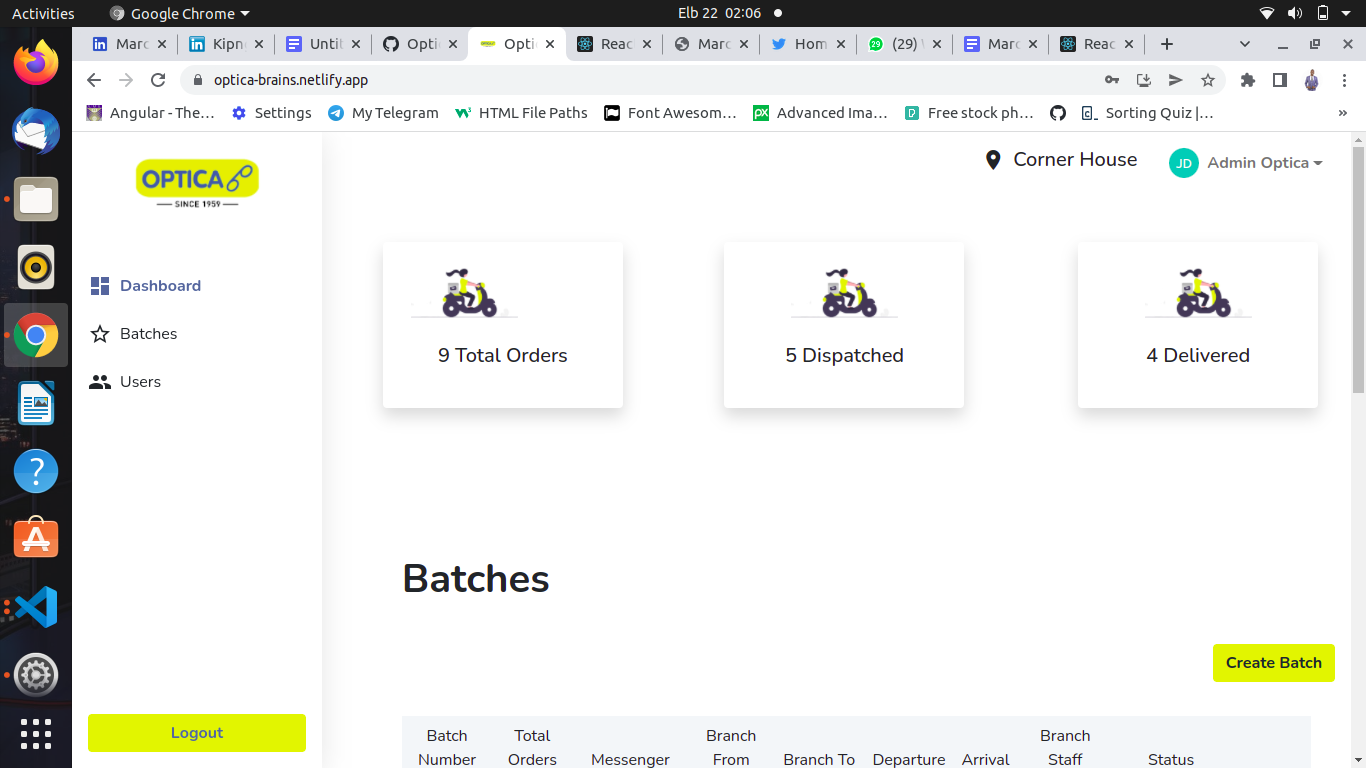 Activities Google Chrome Elb 22 02:06
Marc Kipn Untit Optic Optic Reac Marc Hom (29) Marc Reac
optica-brains.netlify.app
Angular - The… Settings My Telegram HTML File Paths Font Awesom… Advanced Ima… Free stock ph… Sorting Quiz |… »
OPTICA
SINCE 1959
Corner House JD Admin Optica
Dashboard
Batches
Users
9 Total Orders 5 Dispatched 4 Delivered
Batches
Create Batch
Logout
Batch Total Branch Branch
Number Orders Messenger From Branch To Departure Arrival Staff Status